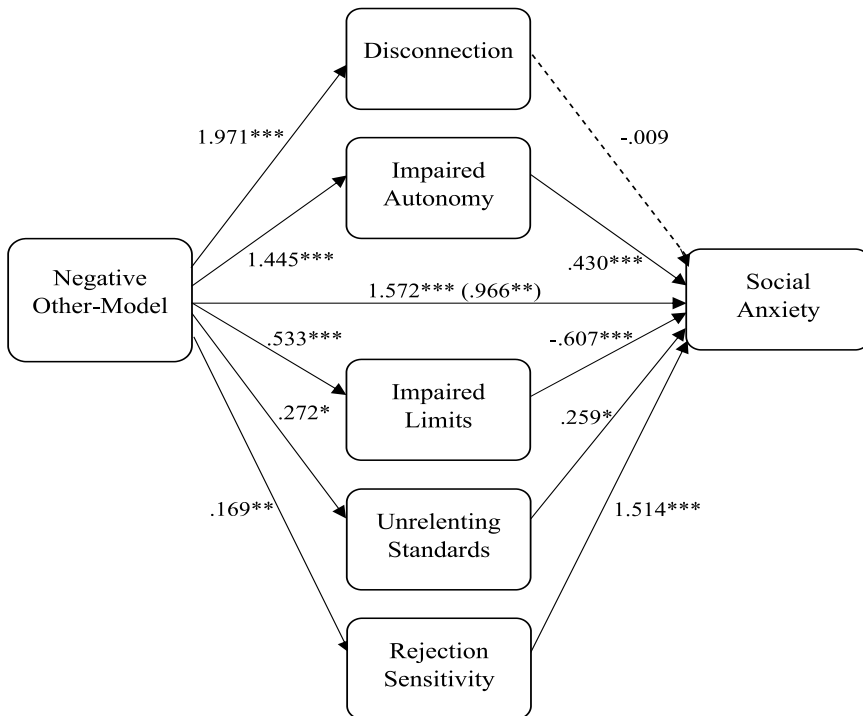 Disconnection
1.971***
-.009
Impaired
Autonomy
1.445***
.430***
Negative
Other-Model
1.572*** (.966**)
Social
Anxiety
.533***
-.607***
Impaired
Limits
.272*
.259*
.169**
Unrelenting
Standards
1.514***
Rejection
Sensitivity